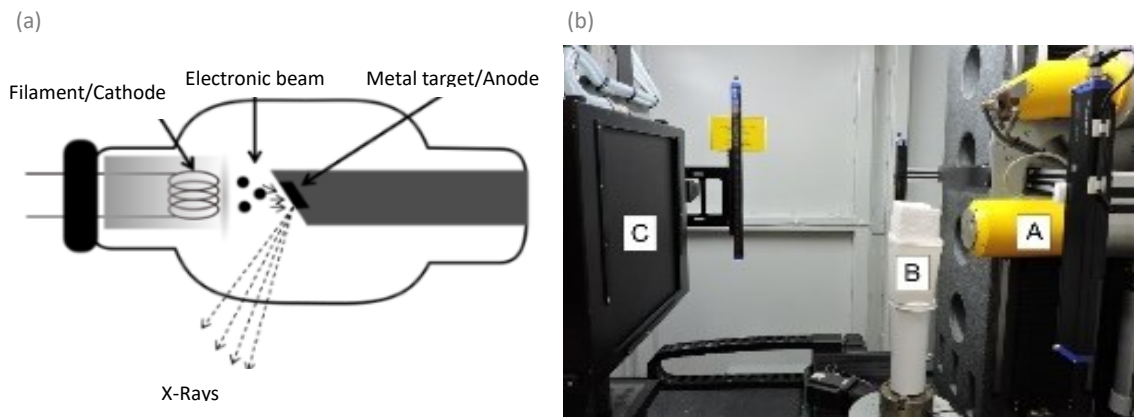 (a)
Filament/Cathode
Electronic beam
Metal target/Anode
X-Rays
(b)
C
B
A